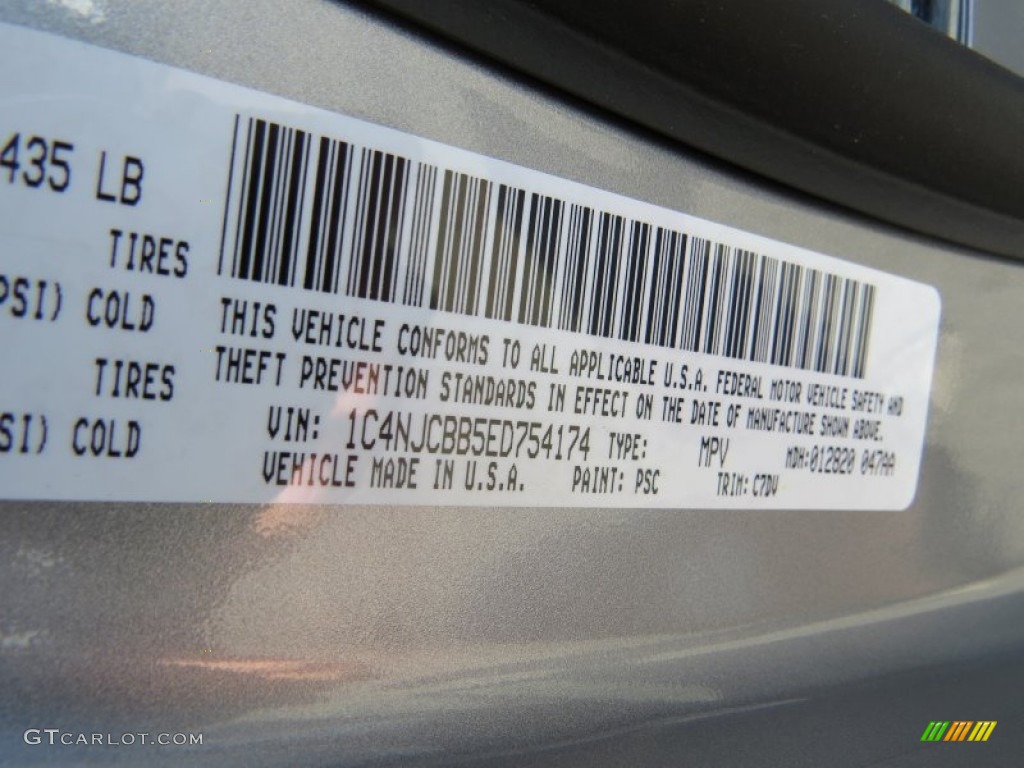 435 LB
TIRES
PSI) COLD
TIRES
SI) COLD
THIS VEHICLE CONFORMS TO ALL APPLICABLE U.S.A. FEDERAL MOTOR VEHICLE SAFETY AND
THEFT PREVENTION STANDARDS IN EFFECT ON THE DATE OF MANUFACTURE SHOWN ABOVE.
VIN: 1C4NJCBB5ED754174 TYPE: MPV MDH:012820 047AA
VEHICLE MADE IN U.S.A. PAINT: PSC TRIM: C7DV
GTCARLOT.COM